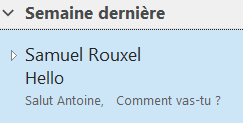 Semaine dernière
Samuel Rouxel
Hello
Salut Antoine, Comment vas-tu ?